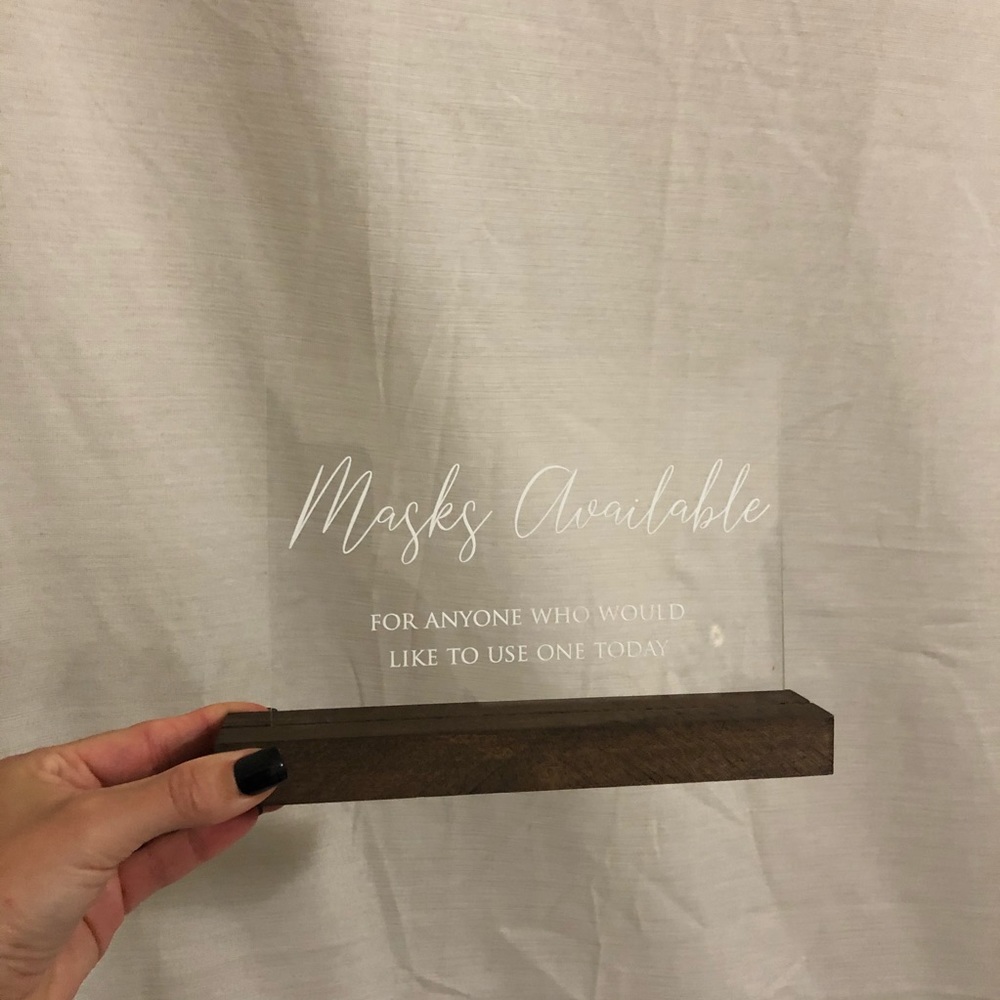 Masks Available
FOR ANYONE WHO WOULD
LIKE TO USE ONE TODAY